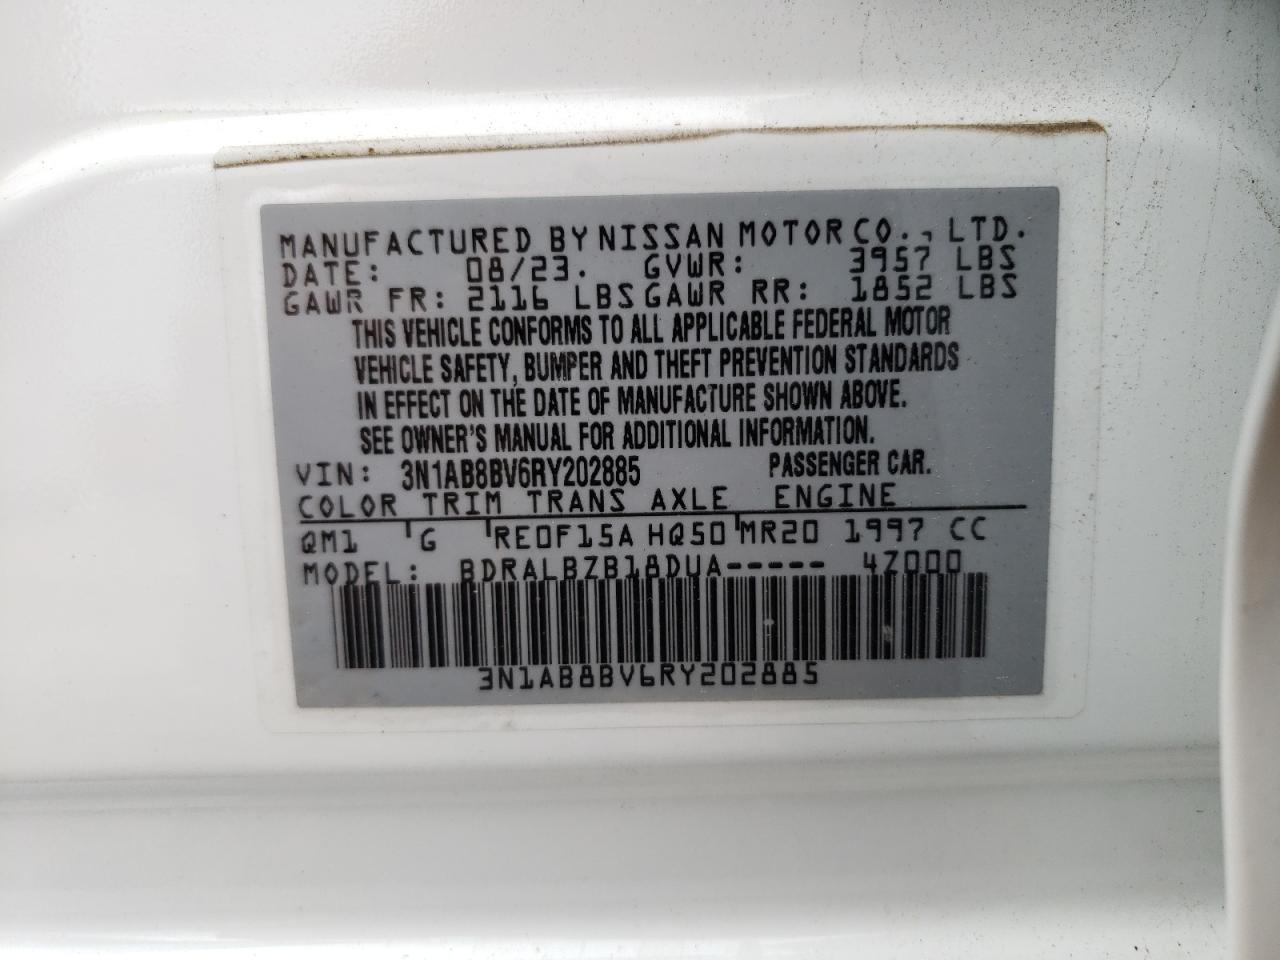 MANUFACTURED BY NISSAN MOTOR CO., LTD.
DATE: 08/23. GVWR: 3957 LBS
GAWR FR: 2116 LBS GAWR RR: 1852 LBS
THIS VEHICLE CONFORMS TO ALL APPLICABLE FEDERAL MOTOR
VEHICLE SAFETY, BUMPER AND THEFT PREVENTION STANDARDS
IN EFFECT ON THE DATE OF MANUFACTURE SHOWN ABOVE.
SEE OWNER'S MANUAL FOR ADDITIONAL INFORMATION.
VIN: 3N1AB8BV6RY202885 PASSENGER CAR.
COLOR TRIM TRANS AXLE ENGINE
QM1 G RE0F15A HQ50 MR20 1997 CC
MODEL: BDRALBZB18DUA----- 4Z000
3N1AB8BV6RY202885